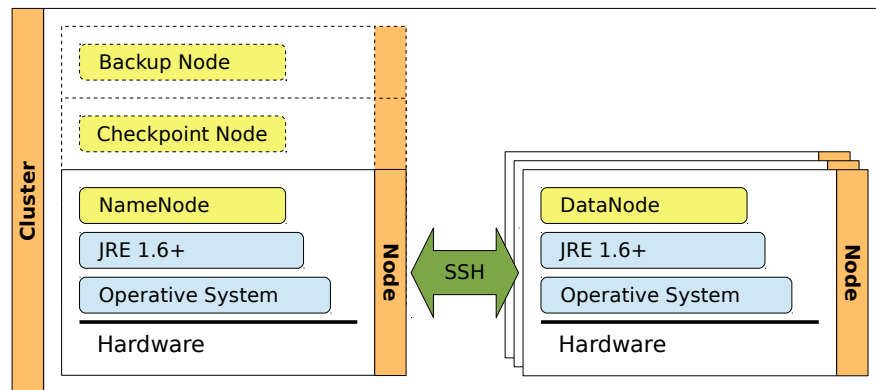 Cluster
Backup Node
Checkpoint Node
NameNode
JRE 1.6+
Operative System
Hardware
Node
SSH
DataNode
JRE 1.6+
Operative System
Hardware
Node